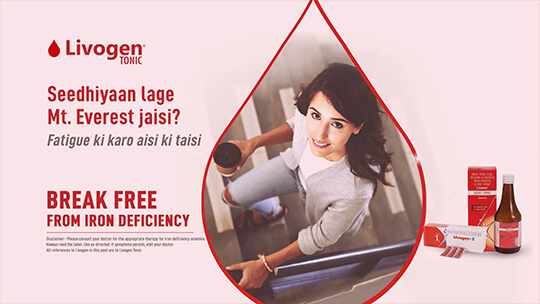 Livogen®
TONIC
Seedhiyaan lage
Mt. Everest jaisi?
Fatigue ki karo aisi ki taisi
BREAK FREE
FROM IRON DEFICIENCY
Disclaimer - Please consult your doctor for the appropriate therapy for iron deficiency anaemia.
Always read the label. Use as directed. If symptoms persist, visit your doctor.
All references to Livogen in this post are to Livogen Tonic
Livogen
Livogen-Z